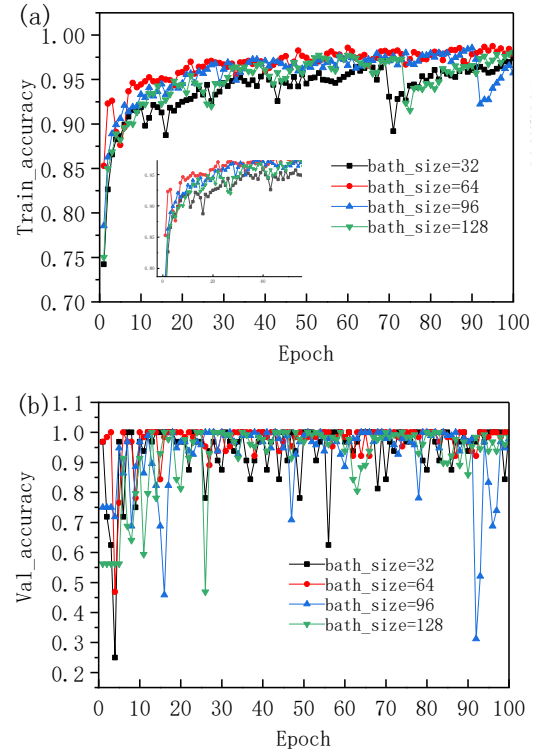 (a)
1.00
0.95
0.90
0.85
0.80
0.75
0.70
Train_accuracy
bath_size=32
bath_size=64
bath_size=96
bath_size=128
0 10 20 30 40 50 60 70 80 90 100
Epoch
(b)
1.1
1.0
0.9
0.8
0.7
0.6
0.5
0.4
0.3
0.2
Val_accuracy
bath_size=32
bath_size=64
bath_size=96
bath_size=128
0 10 20 30 40 50 60 70 80 90 100
Epoch